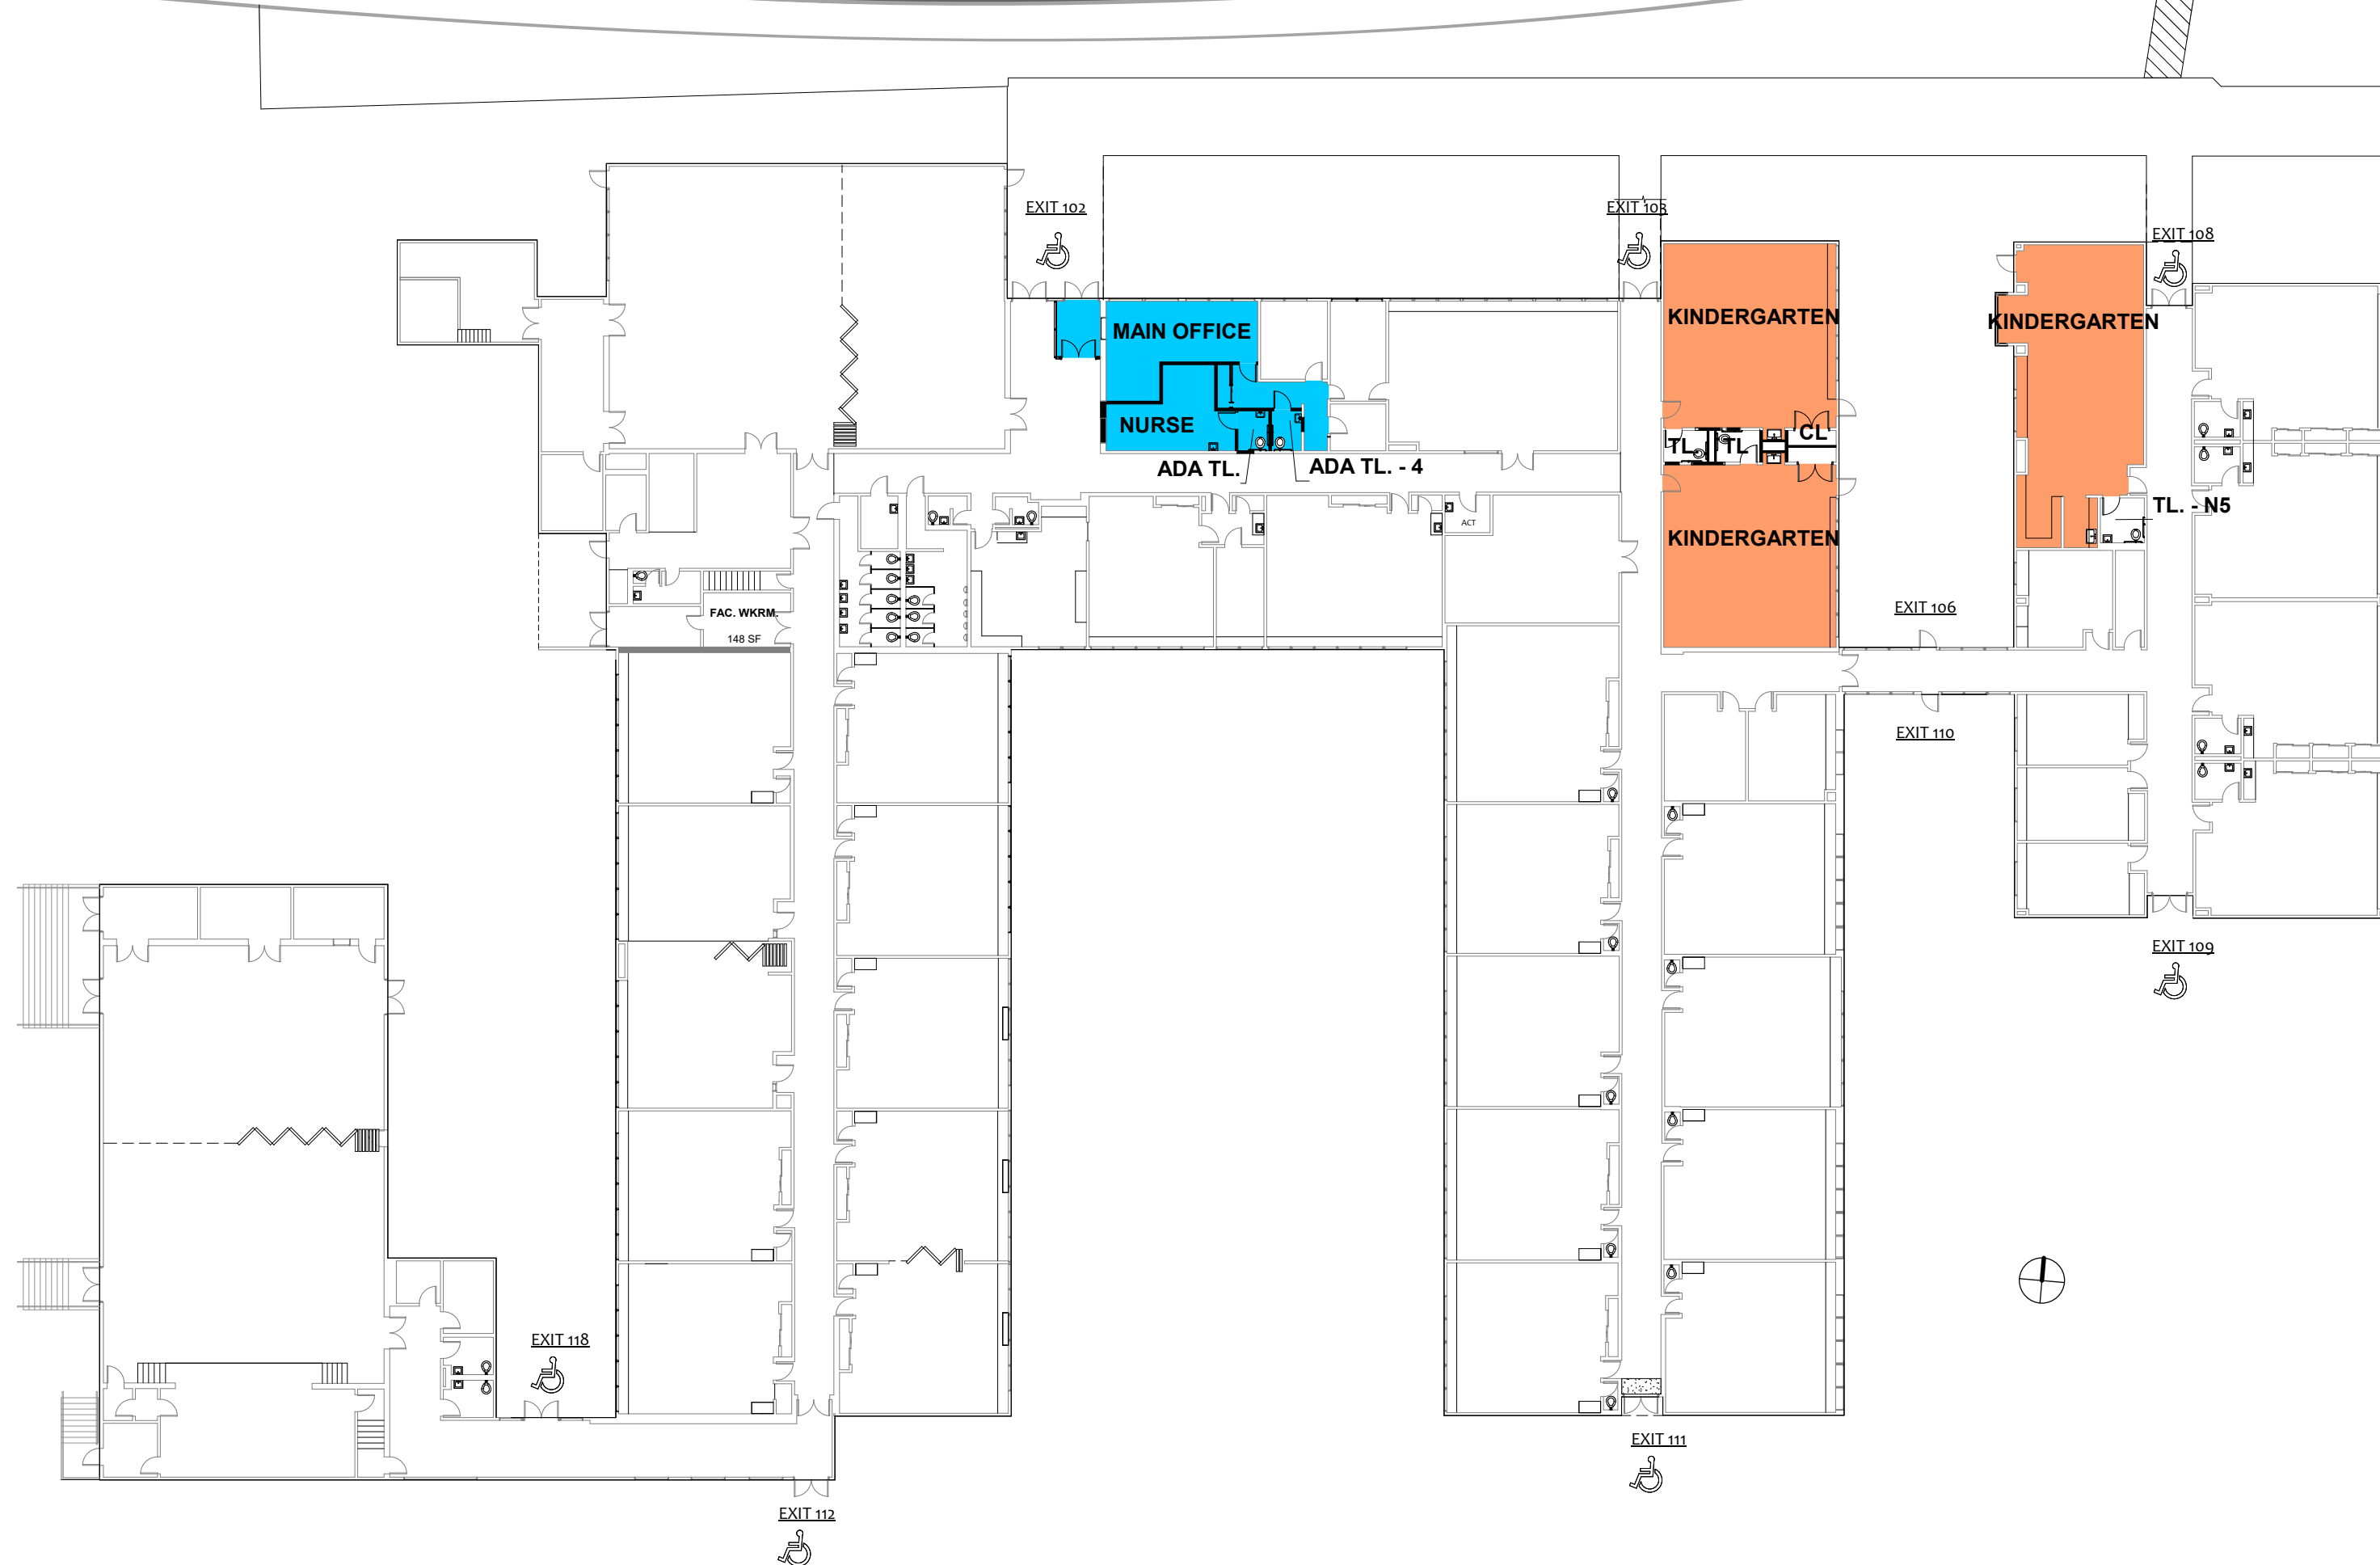 EXIT 102
EXIT 103
EXIT 108
MAIN OFFICE
KINDERGARTEN
KINDERGARTEN
NURSE
TL
TL
CL
ADA TL.
ADA TL. - 4
TL. - N5
ACT
KINDERGARTEN
FAC. WKRM.
148 SF
EXIT 106
EXIT 110
EXIT 109
EXIT 118
EXIT 111
EXIT 112